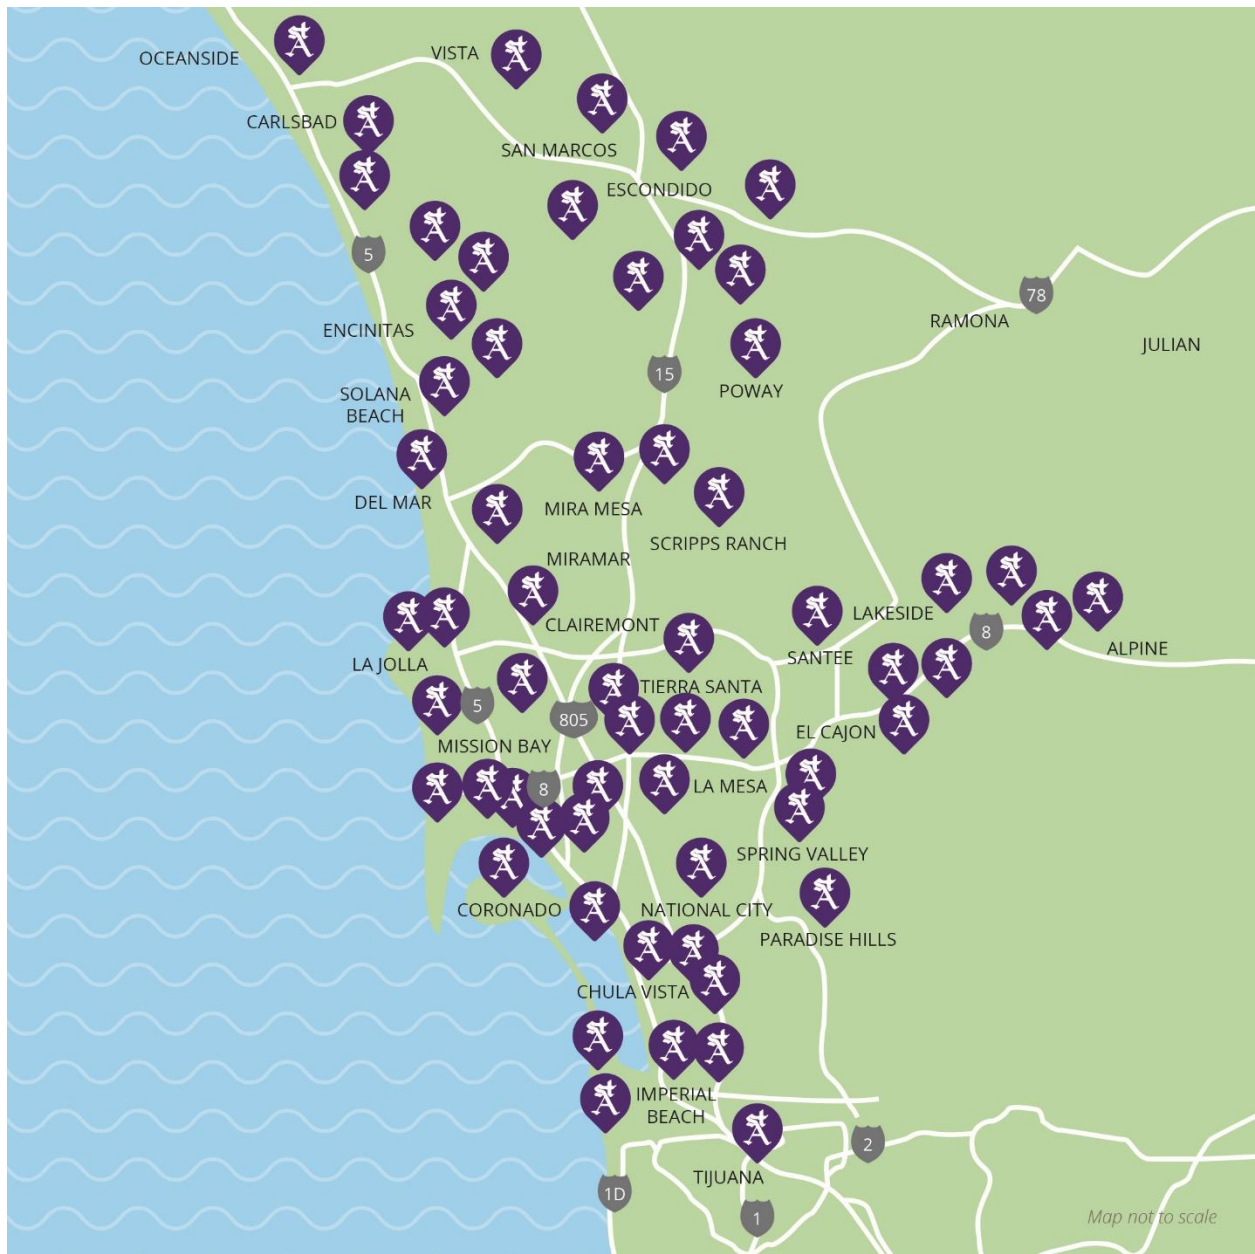 OCEANSIDE
VISTA
CARLSBAD
SAN MARCOS
ESCONDIDO
5
78
RAMONA
ENCINITAS
JULIAN
15
POWAY
SOLANA
BEACH
DEL MAR
MIRA MESA
SCRIPPS RANCH
MIRAMAR
LAKESIDE
CLAIREMONT
8
ALPINE
SANTEE
LA JOLLA
TIERRA SANTA
5
805
EL CAJON
MISSION BAY
8
LA MESA
SPRING VALLEY
CORONADO
NATIONAL CITY
PARADISE HILLS
CHULA VISTA
IMPERIAL
BEACH
2
TIJUANA
1D
1
Map not to scale